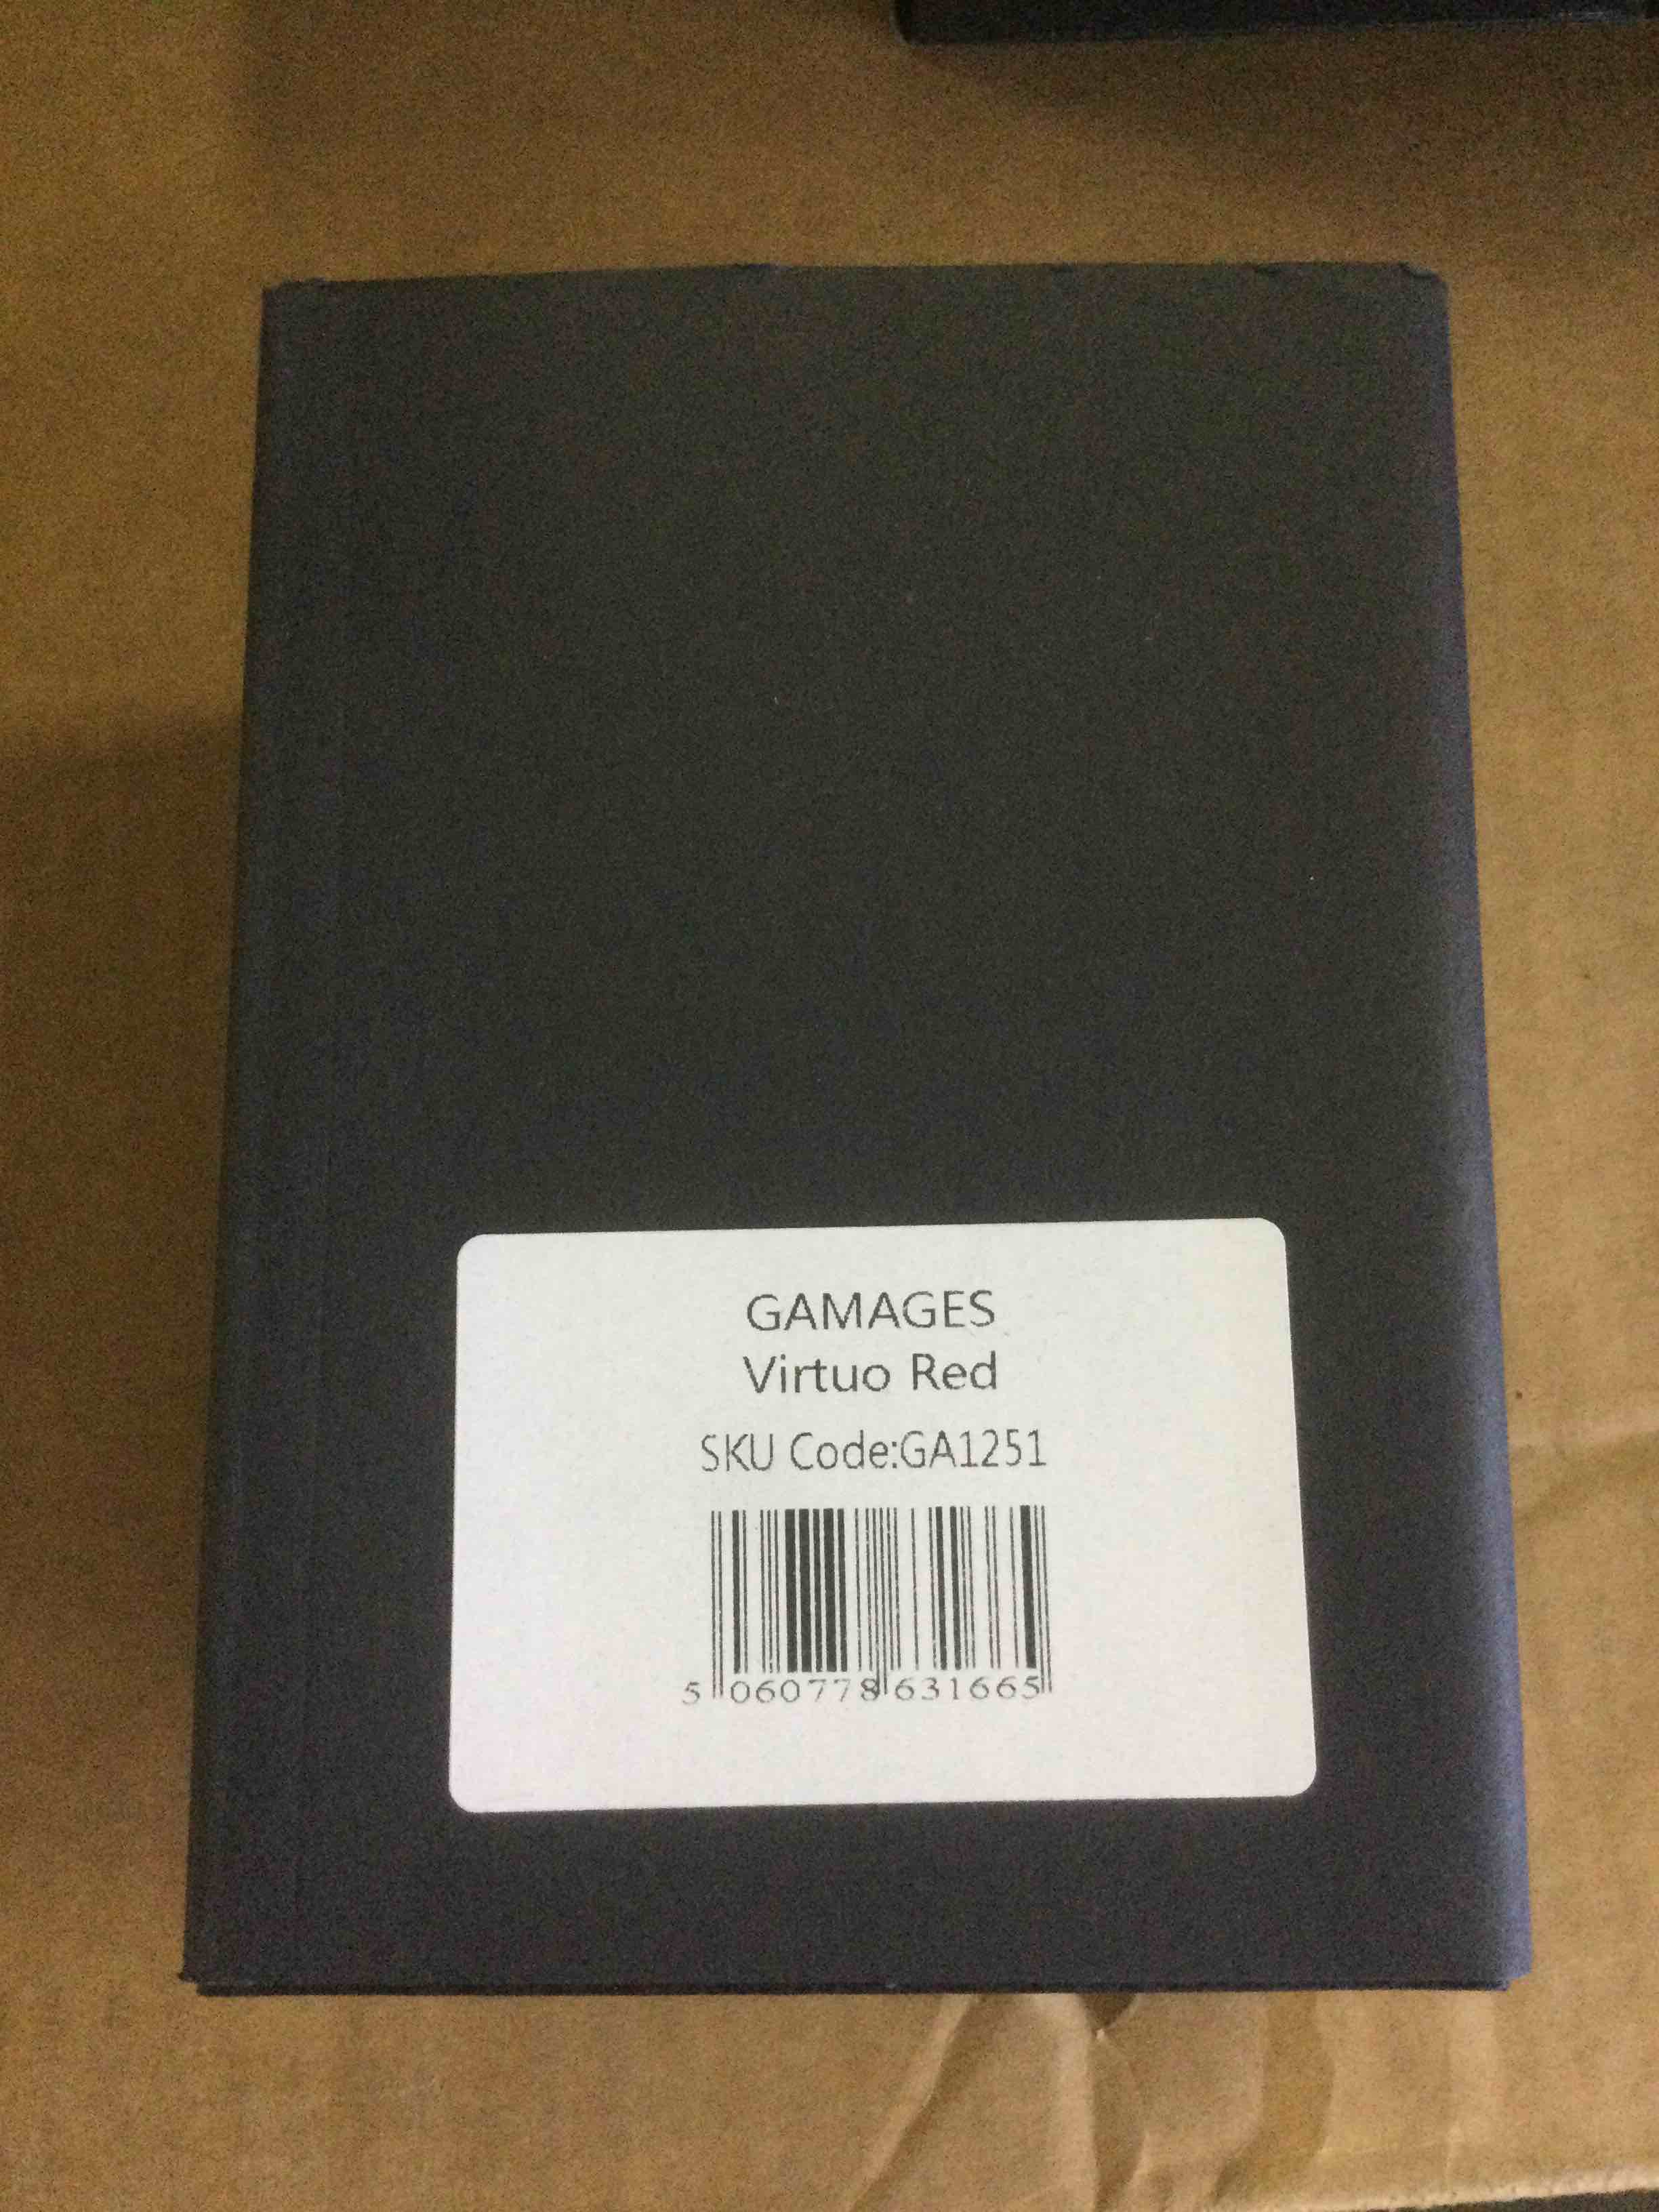 GAMAGES
Virtuo Red
SKU Code:GA1251
5 060778 631665